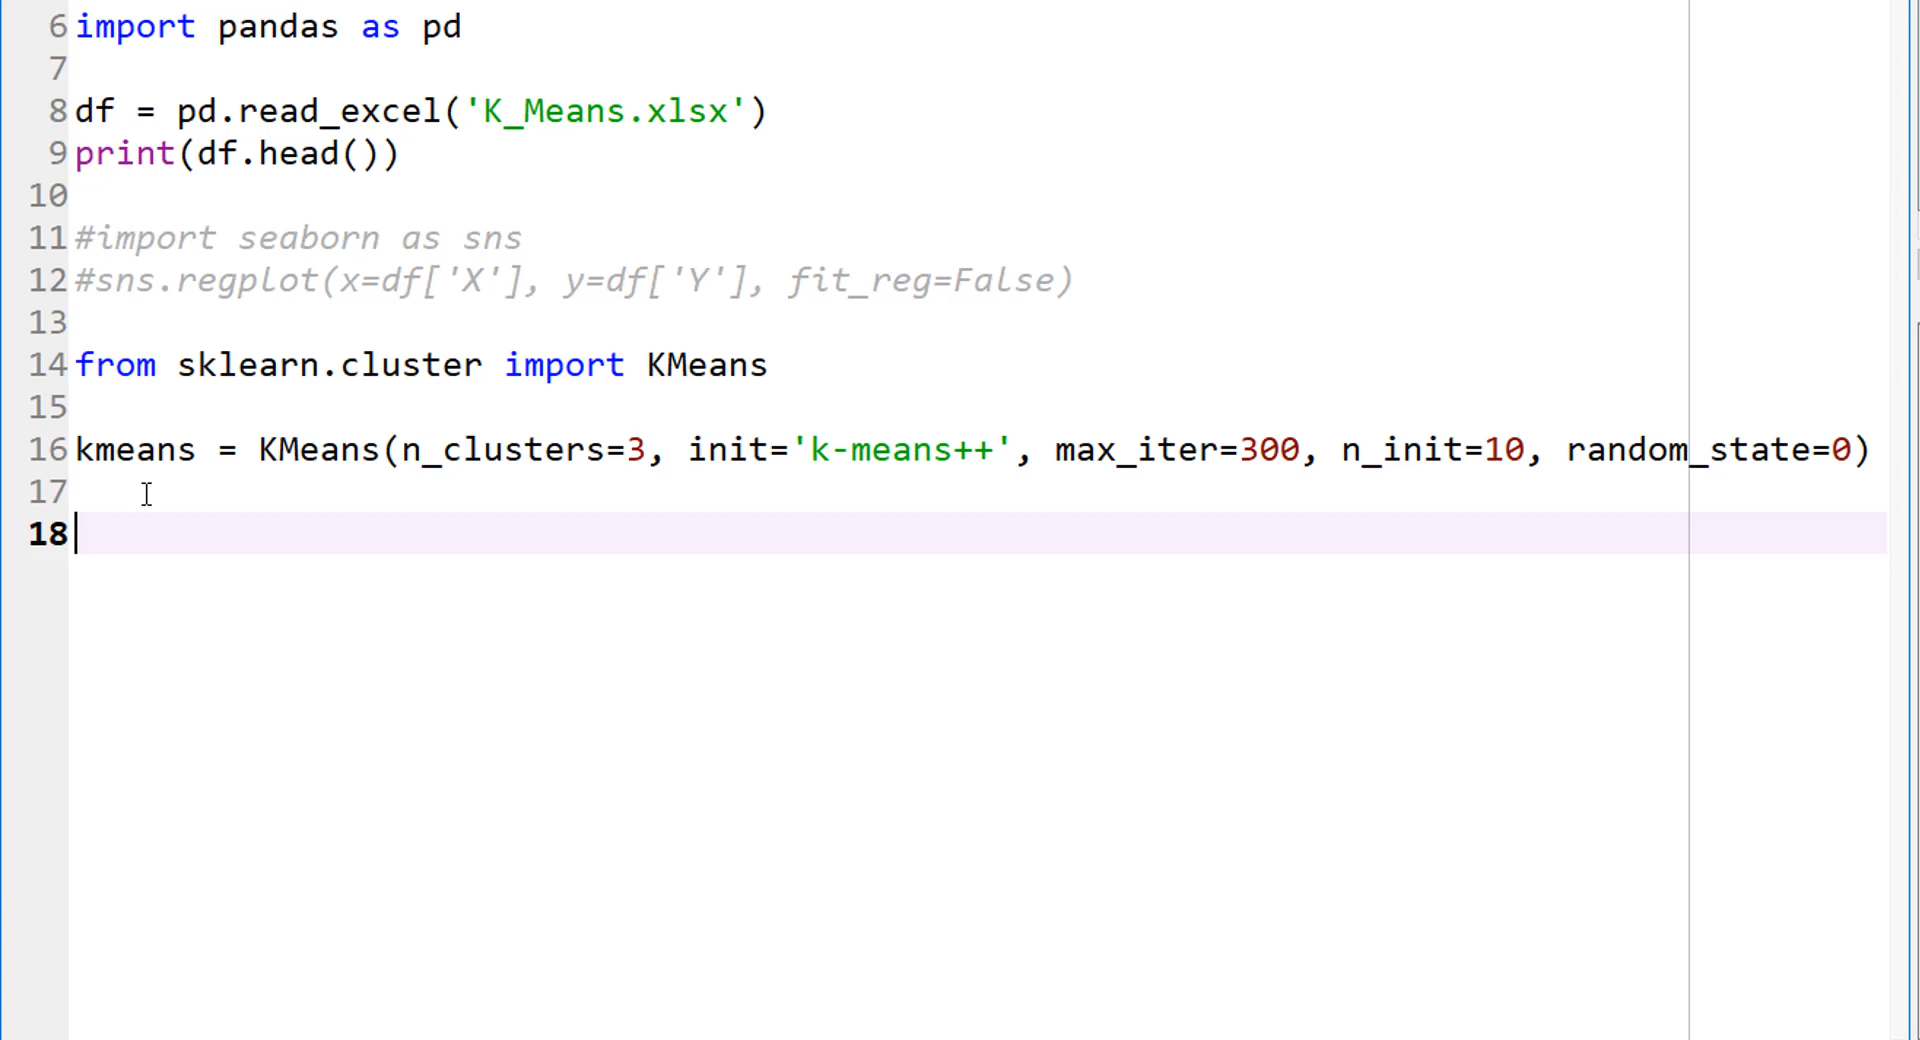 6 import pandas as pd
7
8 df = pd.read_excel('K_Means.xlsx')
9 print(df.head())
10
11 #import seaborn as sns
12 #sns.regplot(x=df['X'], y=df['Y'], fit_reg=False)
13
14 from sklearn.cluster import KMeans
15
16 kmeans = KMeans(n_clusters=3, init='k-means++', max_iter=300, n_init=10, random_state=0)
17
18